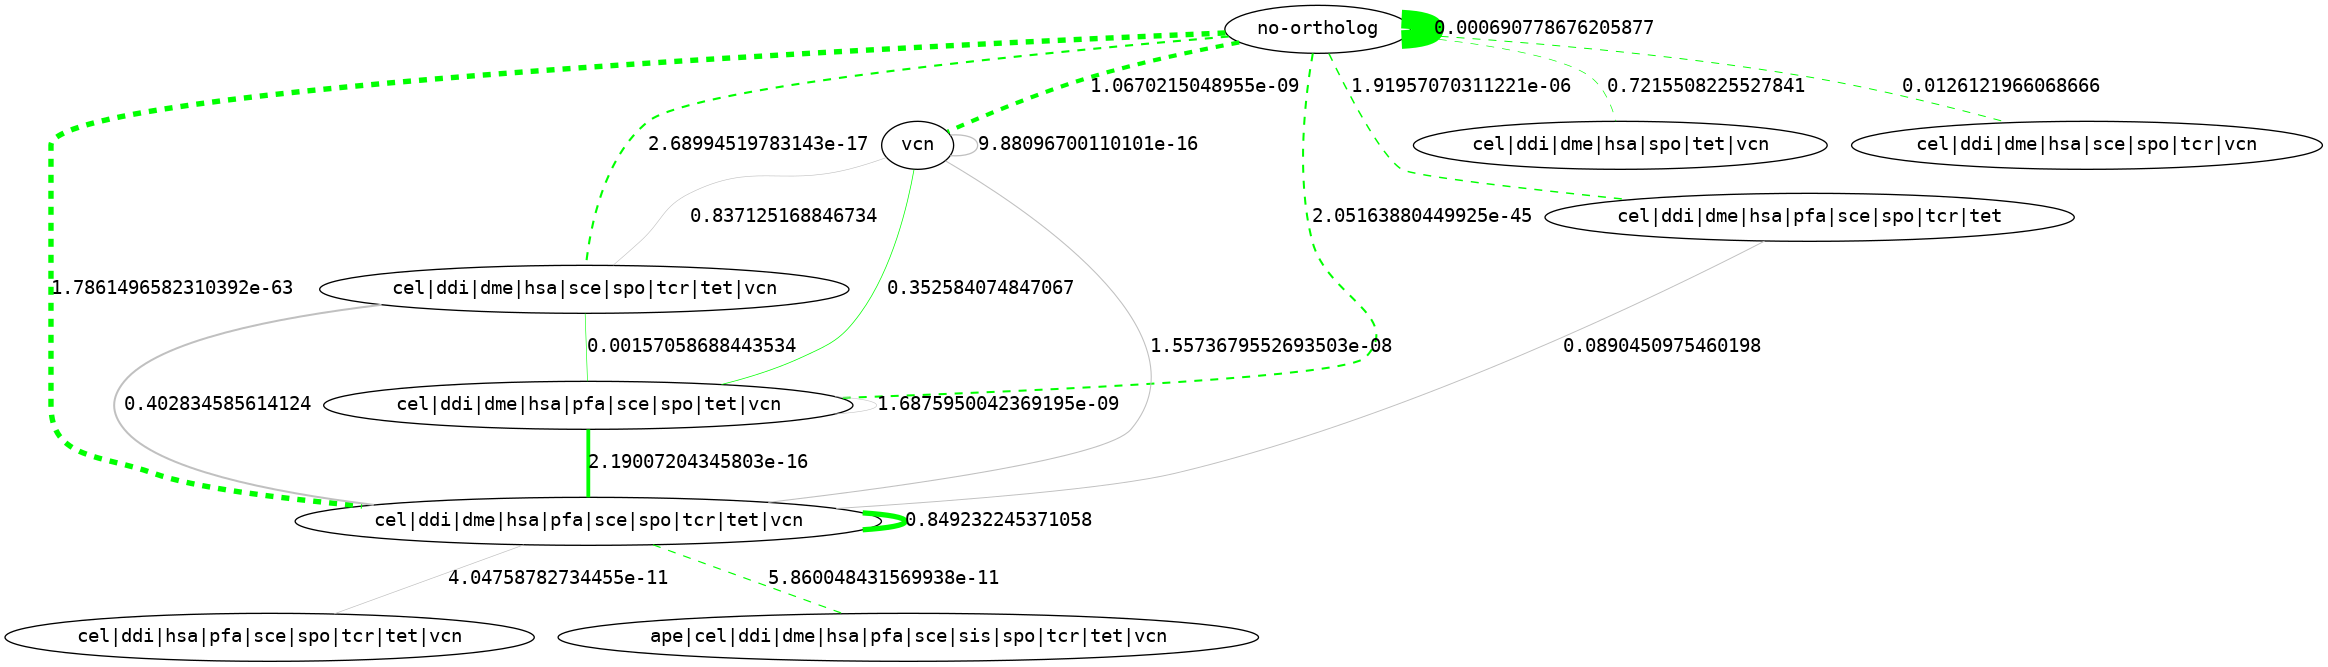 no-ortholog
0.000690778676205877
1.0670215048955e-09
1.91957070311221e-06
0.7215508225527841
0.0126121966068666
2.68994519783143e-17
vcn
9.88096700110101e-16
cel|ddi|dme|hsa|spo|tet|vcn
cel|ddi|dme|hsa|sce|spo|tcr|vcn
0.837125168846734
2.05163880449925e-45
cel|ddi|dme|hsa|pfa|sce|spo|tcr|tet
1.7861496582310392e-63
cel|ddi|dme|hsa|sce|spo|tcr|tet|vcn
0.352584074847067
0.00157058688443534
1.5573679552693503e-08
0.0890450975460198
0.402834585614124
cel|ddi|dme|hsa|pfa|sce|spo|tet|vcn
1.6875950042369195e-09
2.19007204345803e-16
cel|ddi|dme|hsa|pfa|sce|spo|tcr|tet|vcn
0.849232245371058
4.04758782734455e-11
5.860048431569938e-11
cel|ddi|hsa|pfa|sce|spo|tcr|tet|vcn
ape|cel|ddi|dme|hsa|pfa|sce|sis|spo|tcr|tet|vcn